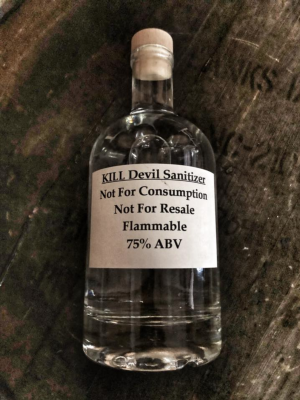 KILL Devil Sanitizer
Not For Consumption
Not For Resale
Flammable
75% ABV